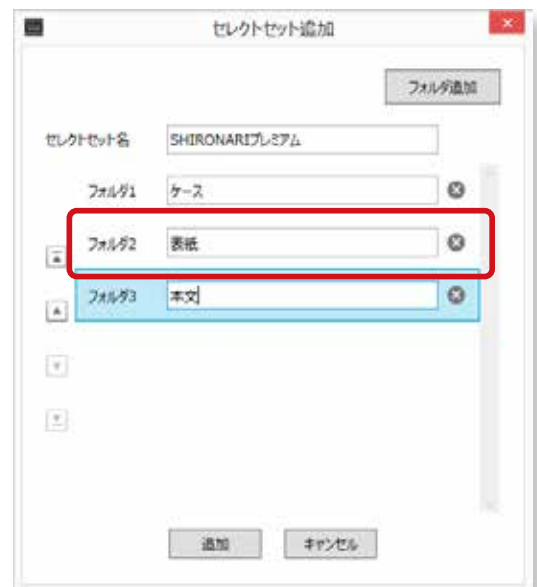 セレクトセット追加
フォルダ追加
セレクトセット名 SHIRONARIプレミアム
フォルダ1 ケース
フォルダ2 表紙
フォルダ3 本文
追加 キャンセル